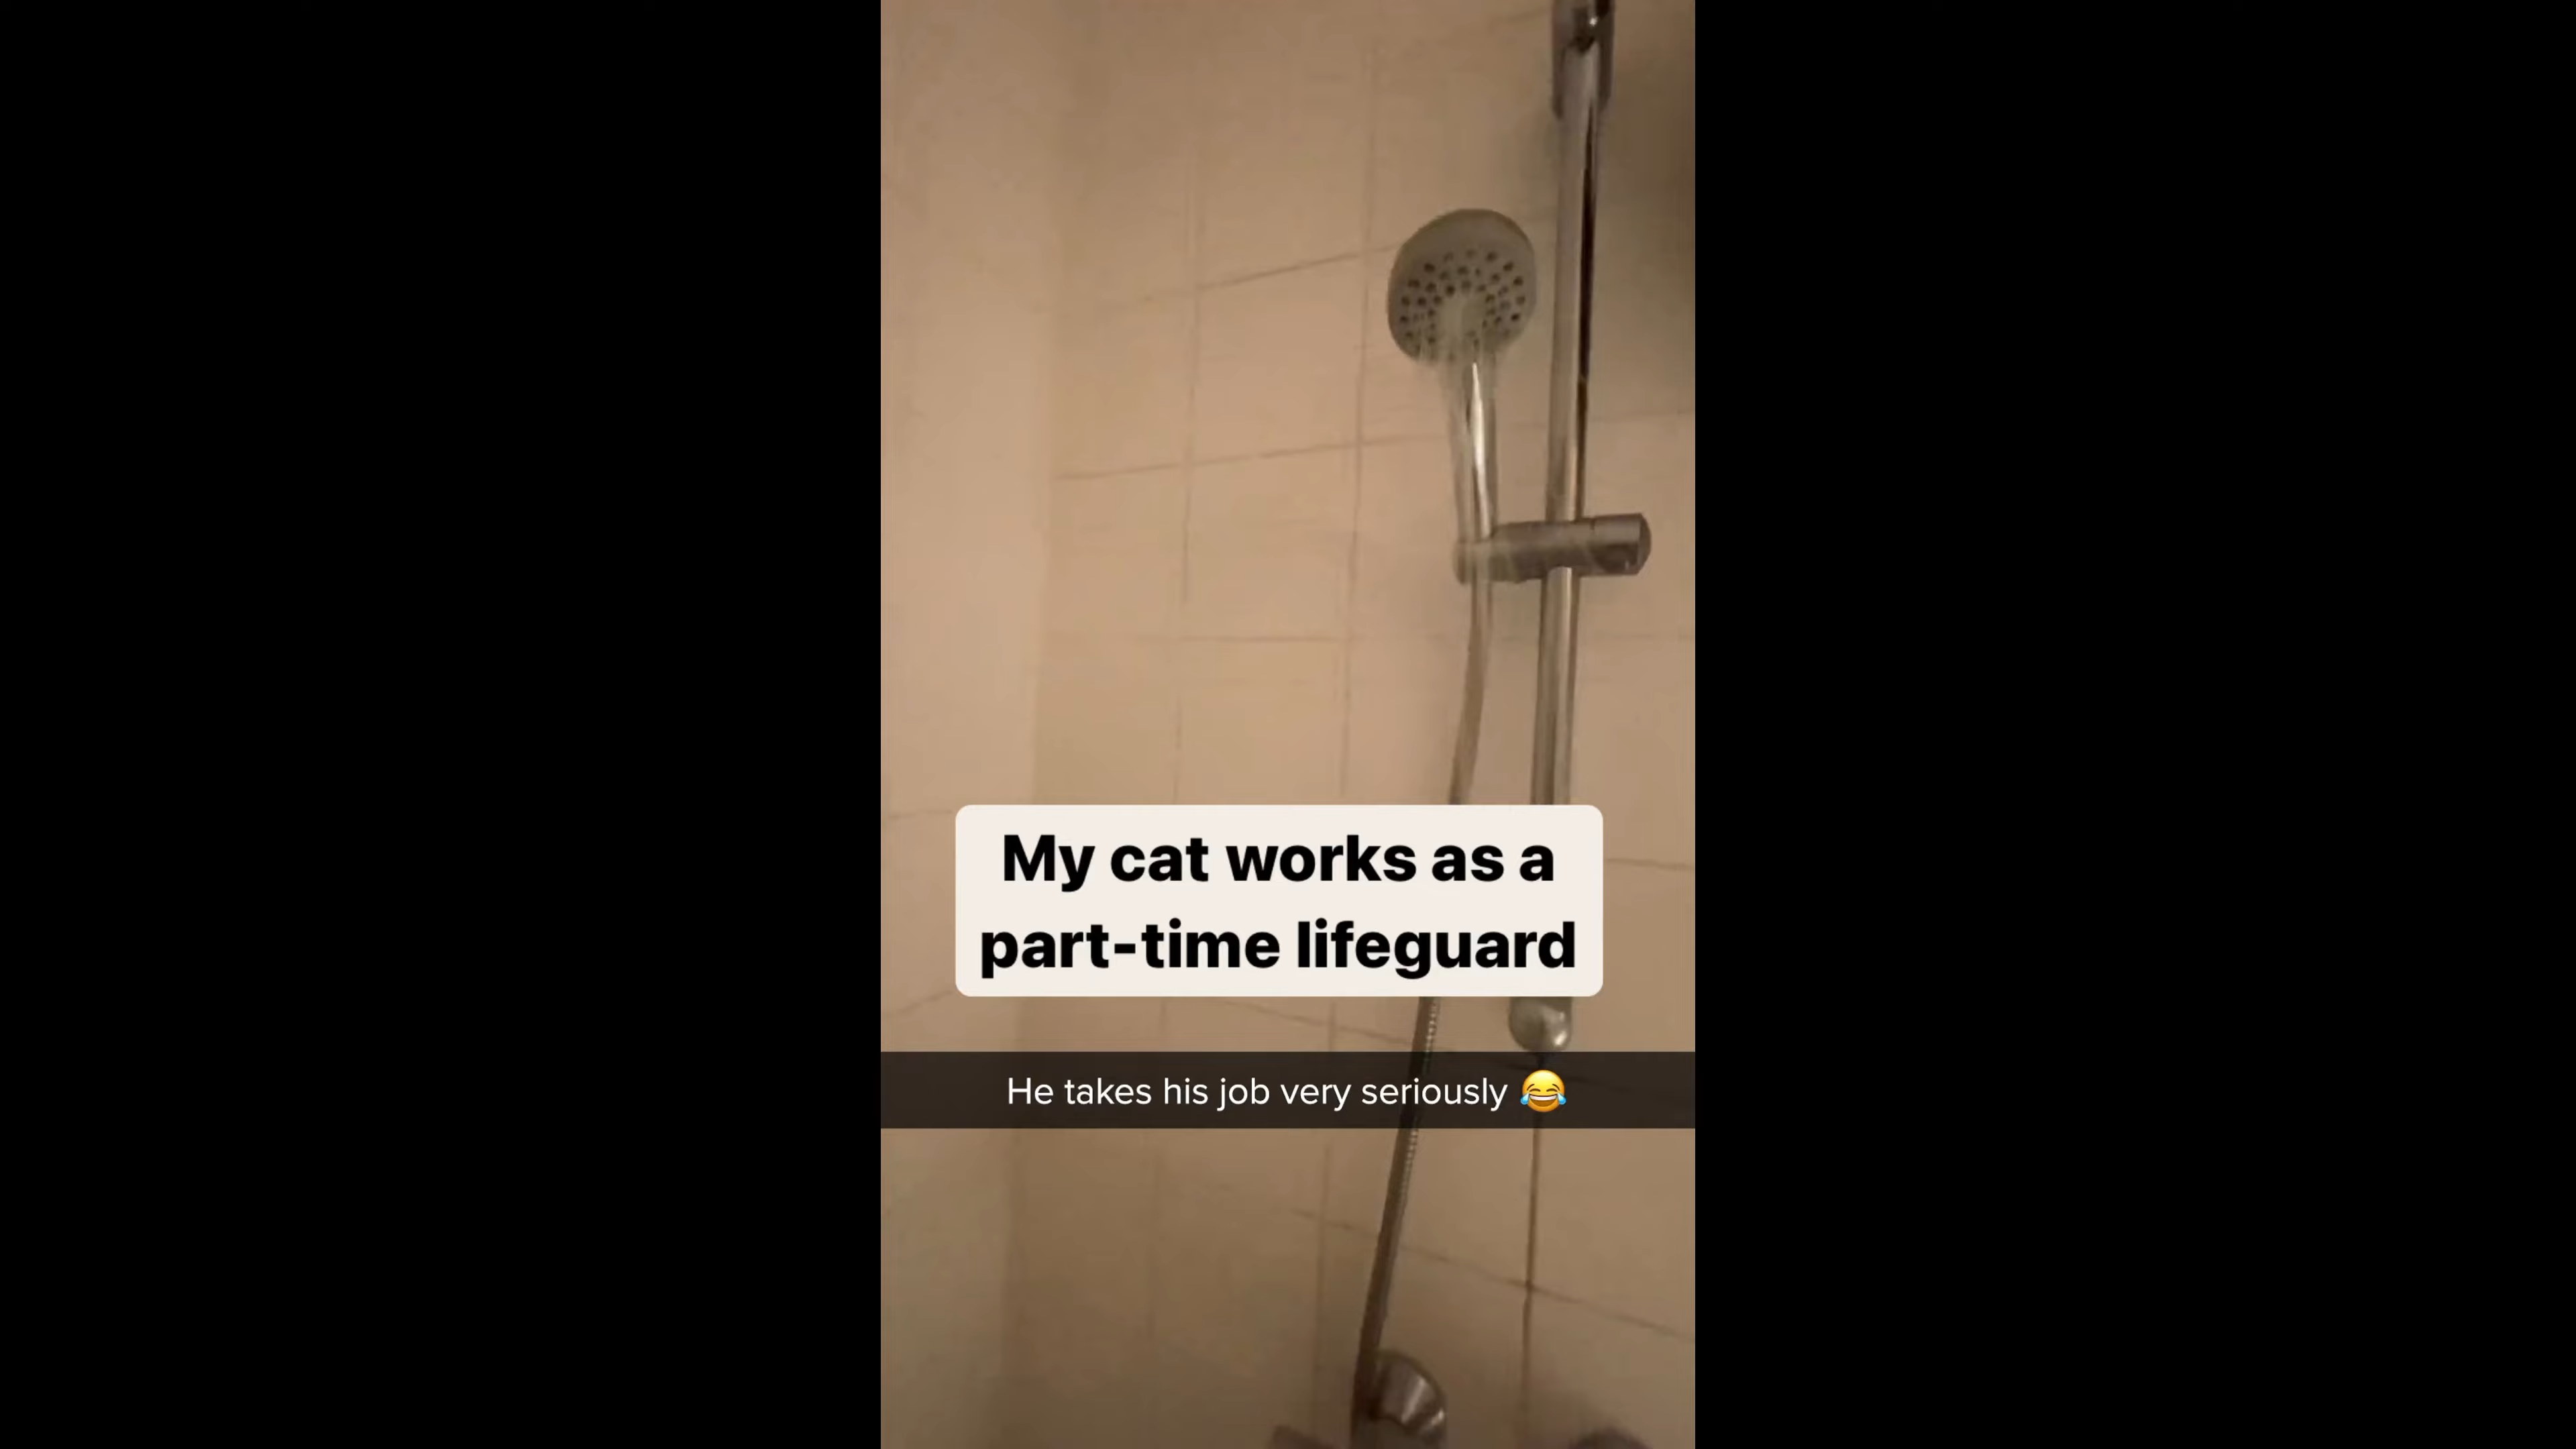 My cat works as a
part-time lifeguard
He takes his job very seriously 😂